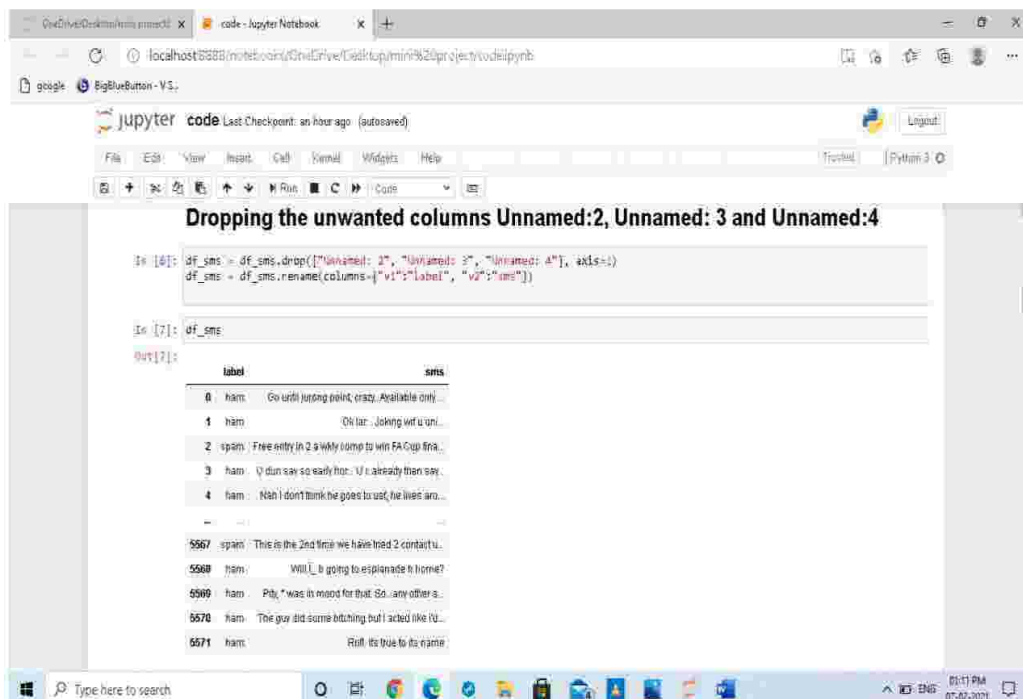 code - Jupyter Notebook
localhost:8888/notebooks/OneDrive/Desktop/mini%20project/code.ipynb
google BigBlueButton - V S..
jupyter code Last Checkpoint: an hour ago (autosaved)
Logout
File Edit View Insert Cell Kernel Widgets Help
Trusted Python 3
Run Code
Dropping the unwanted columns Unnamed:2, Unnamed: 3 and Unnamed:4
In [6]: df_sms = df_sms.drop(["Unnamed: 2", "Unnamed: 3", "Unnamed: 4"], axis=1)
df_sms = df_sms.rename(columns={"v1":"label", "v2":"sms"})
In [7]: df_sms
Out[7]:
label sms
0 ham Go until jurong point, crazy.. Available only ...
1 ham Ok lar... Joking wif u oni...
2 spam Free entry in 2 a wkly comp to win FA Cup fina...
3 ham U dun say so early hor... U c already then say...
4 ham Nah I don't think he goes to usf, he lives aro...
... ... ...
5567 spam This is the 2nd time we have tried 2 contact u...
5568 ham Will Ì_ b going to esplanade fr home?
5569 ham Pity, * was in mood for that. So...any other s...
5570 ham The guy did some bitching but I acted like i'd...
5571 ham Rofl. Its true to its name
Type here to search
ENG 01:11 PM
07-02-2021